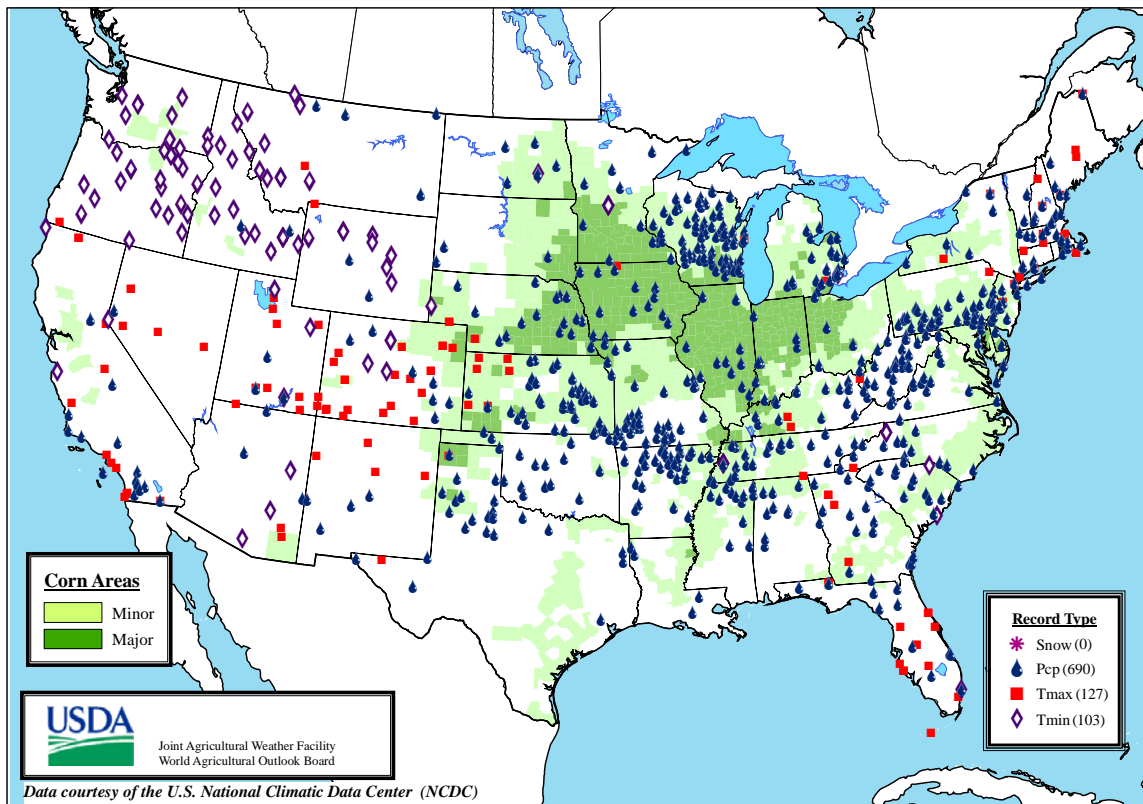 Corn Areas
Minor
Major
Record Type
Snow (0)
Pcp (690)
Tmax (127)
Tmin (103)
USDA
Joint Agricultural Weather Facility
World Agricultural Outlook Board
Data courtesy of the U.S. National Climatic Data Center (NCDC)